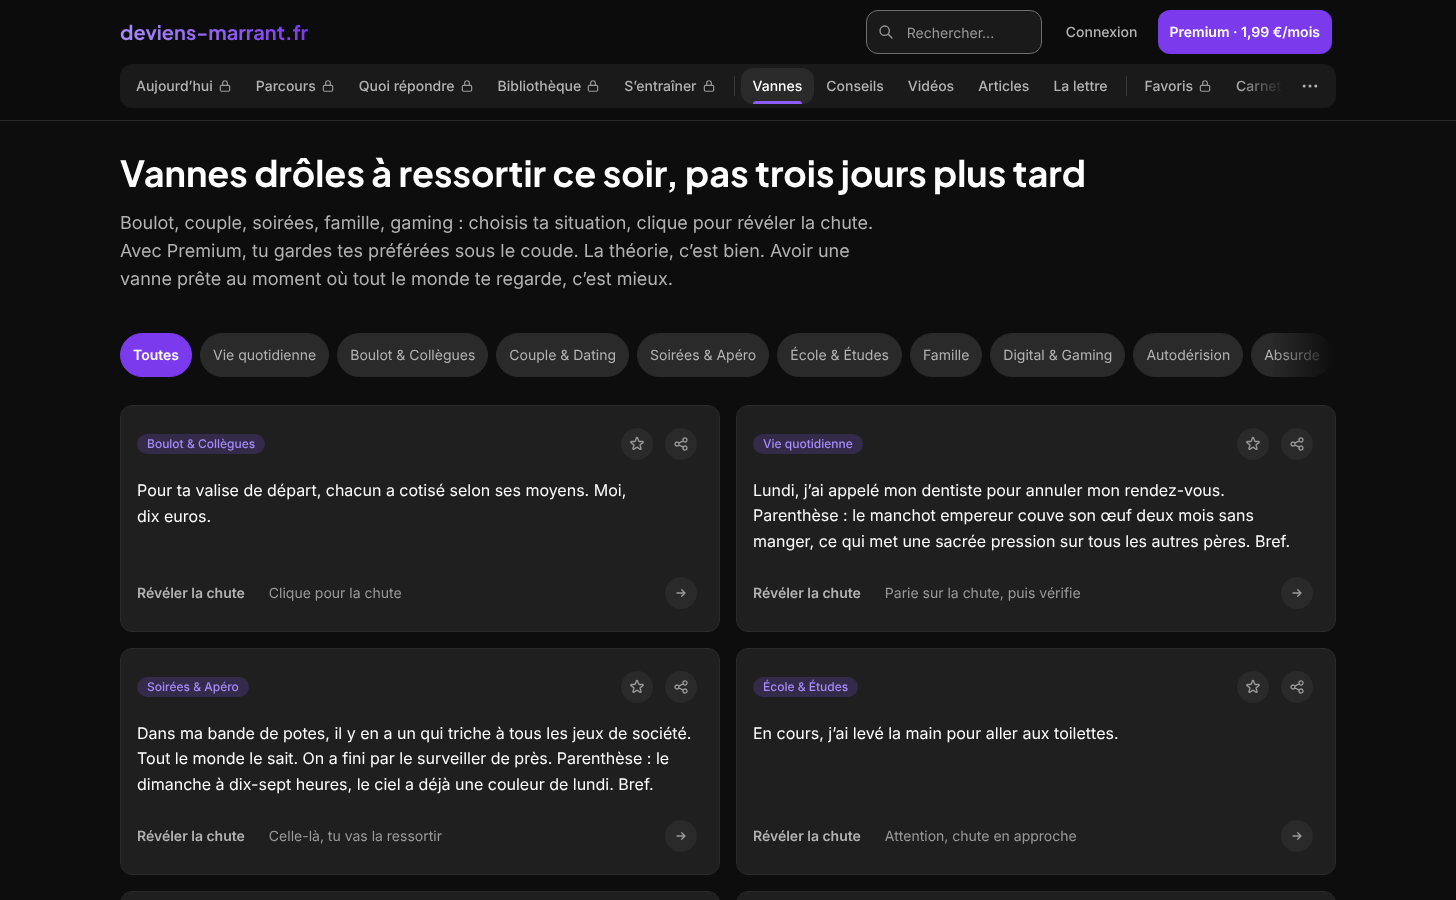 deviens-marrant.fr
Rechercher...
Connexion
Premium · 1,99 €/mois
Aujourd’hui
Parcours
Quoi répondre
Bibliothèque
S’entraîner
Vannes
Conseils
Vidéos
Articles
La lettre
Favoris
Carnet
Vannes drôles à ressortir ce soir, pas trois jours plus tard
Boulot, couple, soirées, famille, gaming : choisis ta situation, clique pour révéler la chute.
Avec Premium, tu gardes tes préférées sous le coude. La théorie, c’est bien. Avoir une
vanne prête au moment où tout le monde te regarde, c’est mieux.
Toutes
Vie quotidienne
Boulot & Collègues
Couple & Dating
Soirées & Apéro
École & Études
Famille
Digital & Gaming
Autodérision
Absurde
Boulot & Collègues
Pour ta valise de départ, chacun a cotisé selon ses moyens. Moi,
dix euros.
Révéler la chute
Clique pour la chute
Vie quotidienne
Lundi, j’ai appelé mon dentiste pour annuler mon rendez-vous.
Parenthèse : le manchot empereur couve son œuf deux mois sans
manger, ce qui met une sacrée pression sur tous les autres pères. Bref.
Révéler la chute
Parie sur la chute, puis vérifie
Soirées & Apéro
Dans ma bande de potes, il y en a un qui triche à tous les jeux de société.
Tout le monde le sait. On a fini par le surveiller de près. Parenthèse : le
dimanche à dix-sept heures, le ciel a déjà une couleur de lundi. Bref.
Révéler la chute
Celle-là, tu vas la ressortir
École & Études
En cours, j’ai levé la main pour aller aux toilettes.
Révéler la chute
Attention, chute en approche